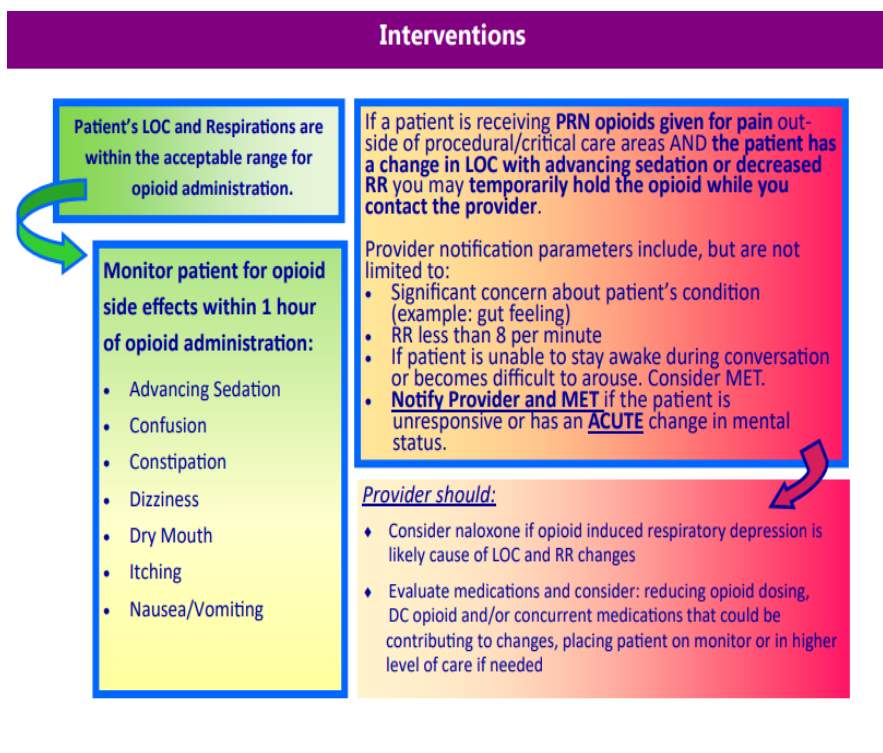 Interventions
Patient's LOC and Respirations are
within the acceptable range for
opioid administration.
Monitor patient for opioid
side effects within 1 hour
of opioid administration:
• Advancing Sedation
• Confusion
• Constipation
• Dizziness
• Dry Mouth
• Itching
• Nausea/Vomiting
If a patient is receiving PRN opioids given for pain out-
side of procedural/critical care areas AND the patient has
a change in LOC with advancing sedation or decreased
RR you may temporarily hold the opioid while you
contact the provider.
Provider notification parameters include, but are not
limited to:
• Significant concern about patient's condition
(example: gut feeling)
• RR less than 8 per minute
• If patient is unable to stay awake during conversation
or becomes difficult to arouse. Consider MET.
• Notify Provider and MET if the patient is
unresponsive or has an ACUTE change in mental
status.
Provider should:
♦ Consider naloxone if opioid induced respiratory depression is
likely cause of LOC and RR changes
♦ Evaluate medications and consider: reducing opioid dosing,
DC opioid and/or concurrent medications that could be
contributing to changes, placing patient on monitor or in higher
level of care if needed